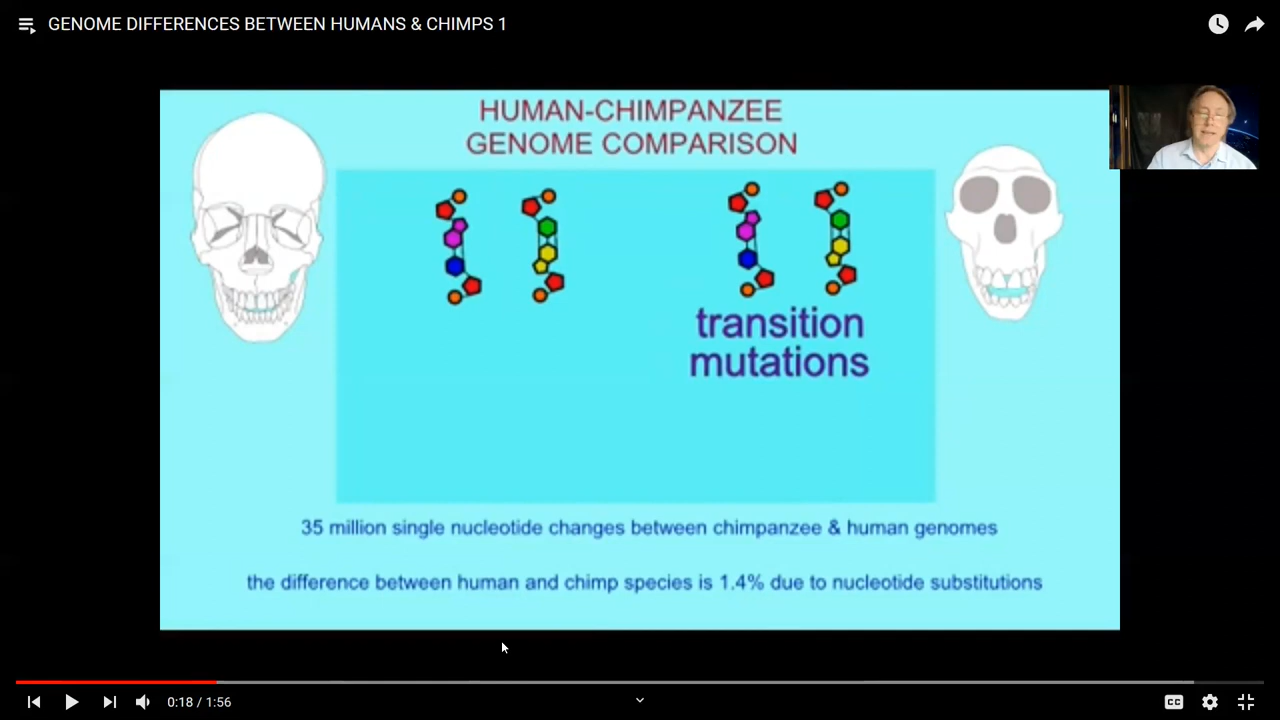 GENOME DIFFERENCES BETWEEN HUMANS & CHIMPS 1
HUMAN-CHIMPANZEE
GENOME COMPARISON
transition
mutations
35 million single nucleotide changes between chimpanzee & human genomes
the difference between human and chimp species is 1.4% due to nucleotide substitutions
0:18 / 1:56
CC